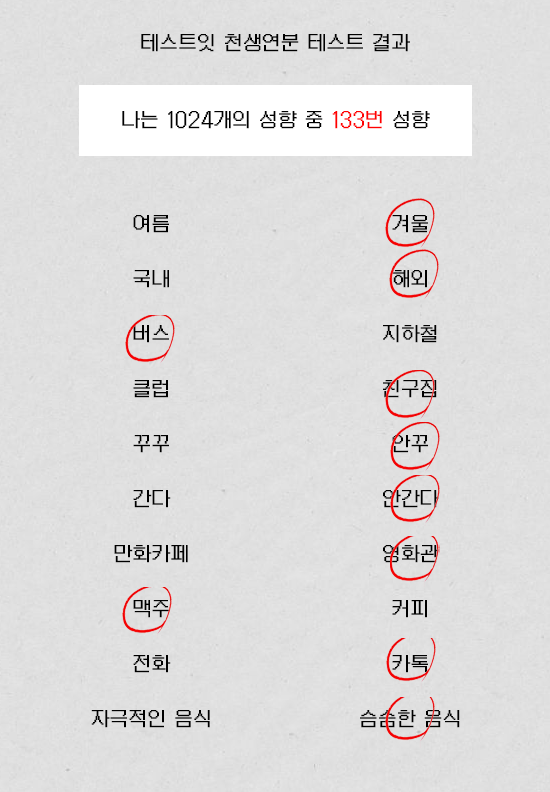 테스트잇 천생연분 테스트 결과
나는 1024개의 성향 중 133번 성향
여름 겨울
국내 해외
버스 지하철
클럽 친구집
꾸꾸 안꾸
간다 안간다
만화카페 영화관
맥주 커피
전화 카톡
자극적인 음식 슴슴한 음식